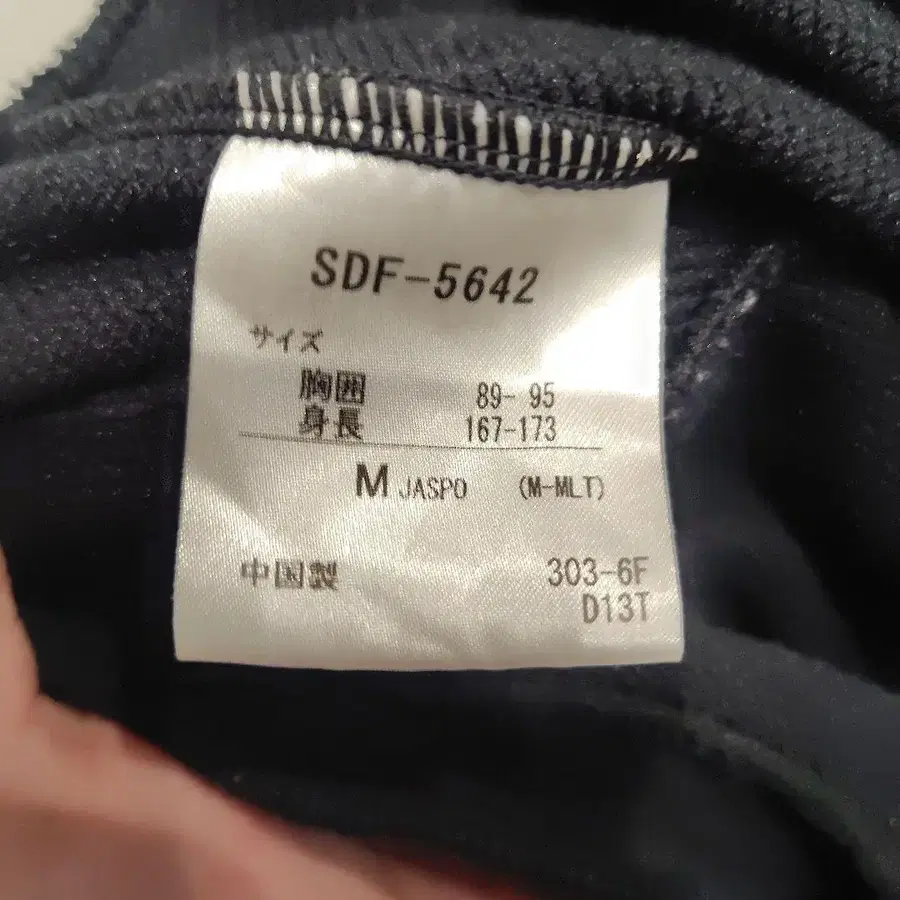 SDF-5642
サイズ
胸囲 89- 95
身長 167-173
M JASPO (M-MLT)
中国製 303-6F
D13T